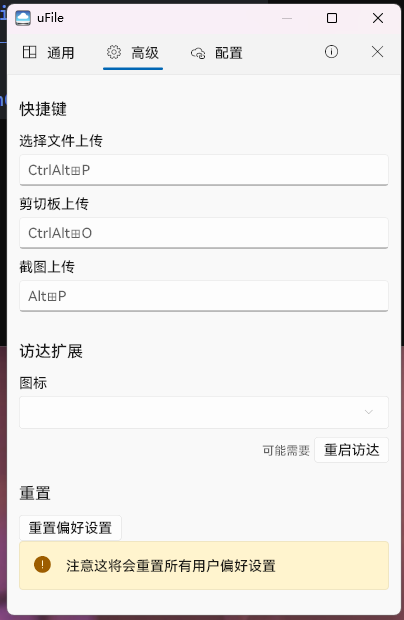 uFile
通用 高级 配置
快捷键
选择文件上传
CtrlAlt⊞P
剪切板上传
CtrlAlt⊞O
截图上传
Alt⊞P
访达扩展
图标
可能需要 重启访达
重置
重置偏好设置
注意这将会重置所有用户偏好设置